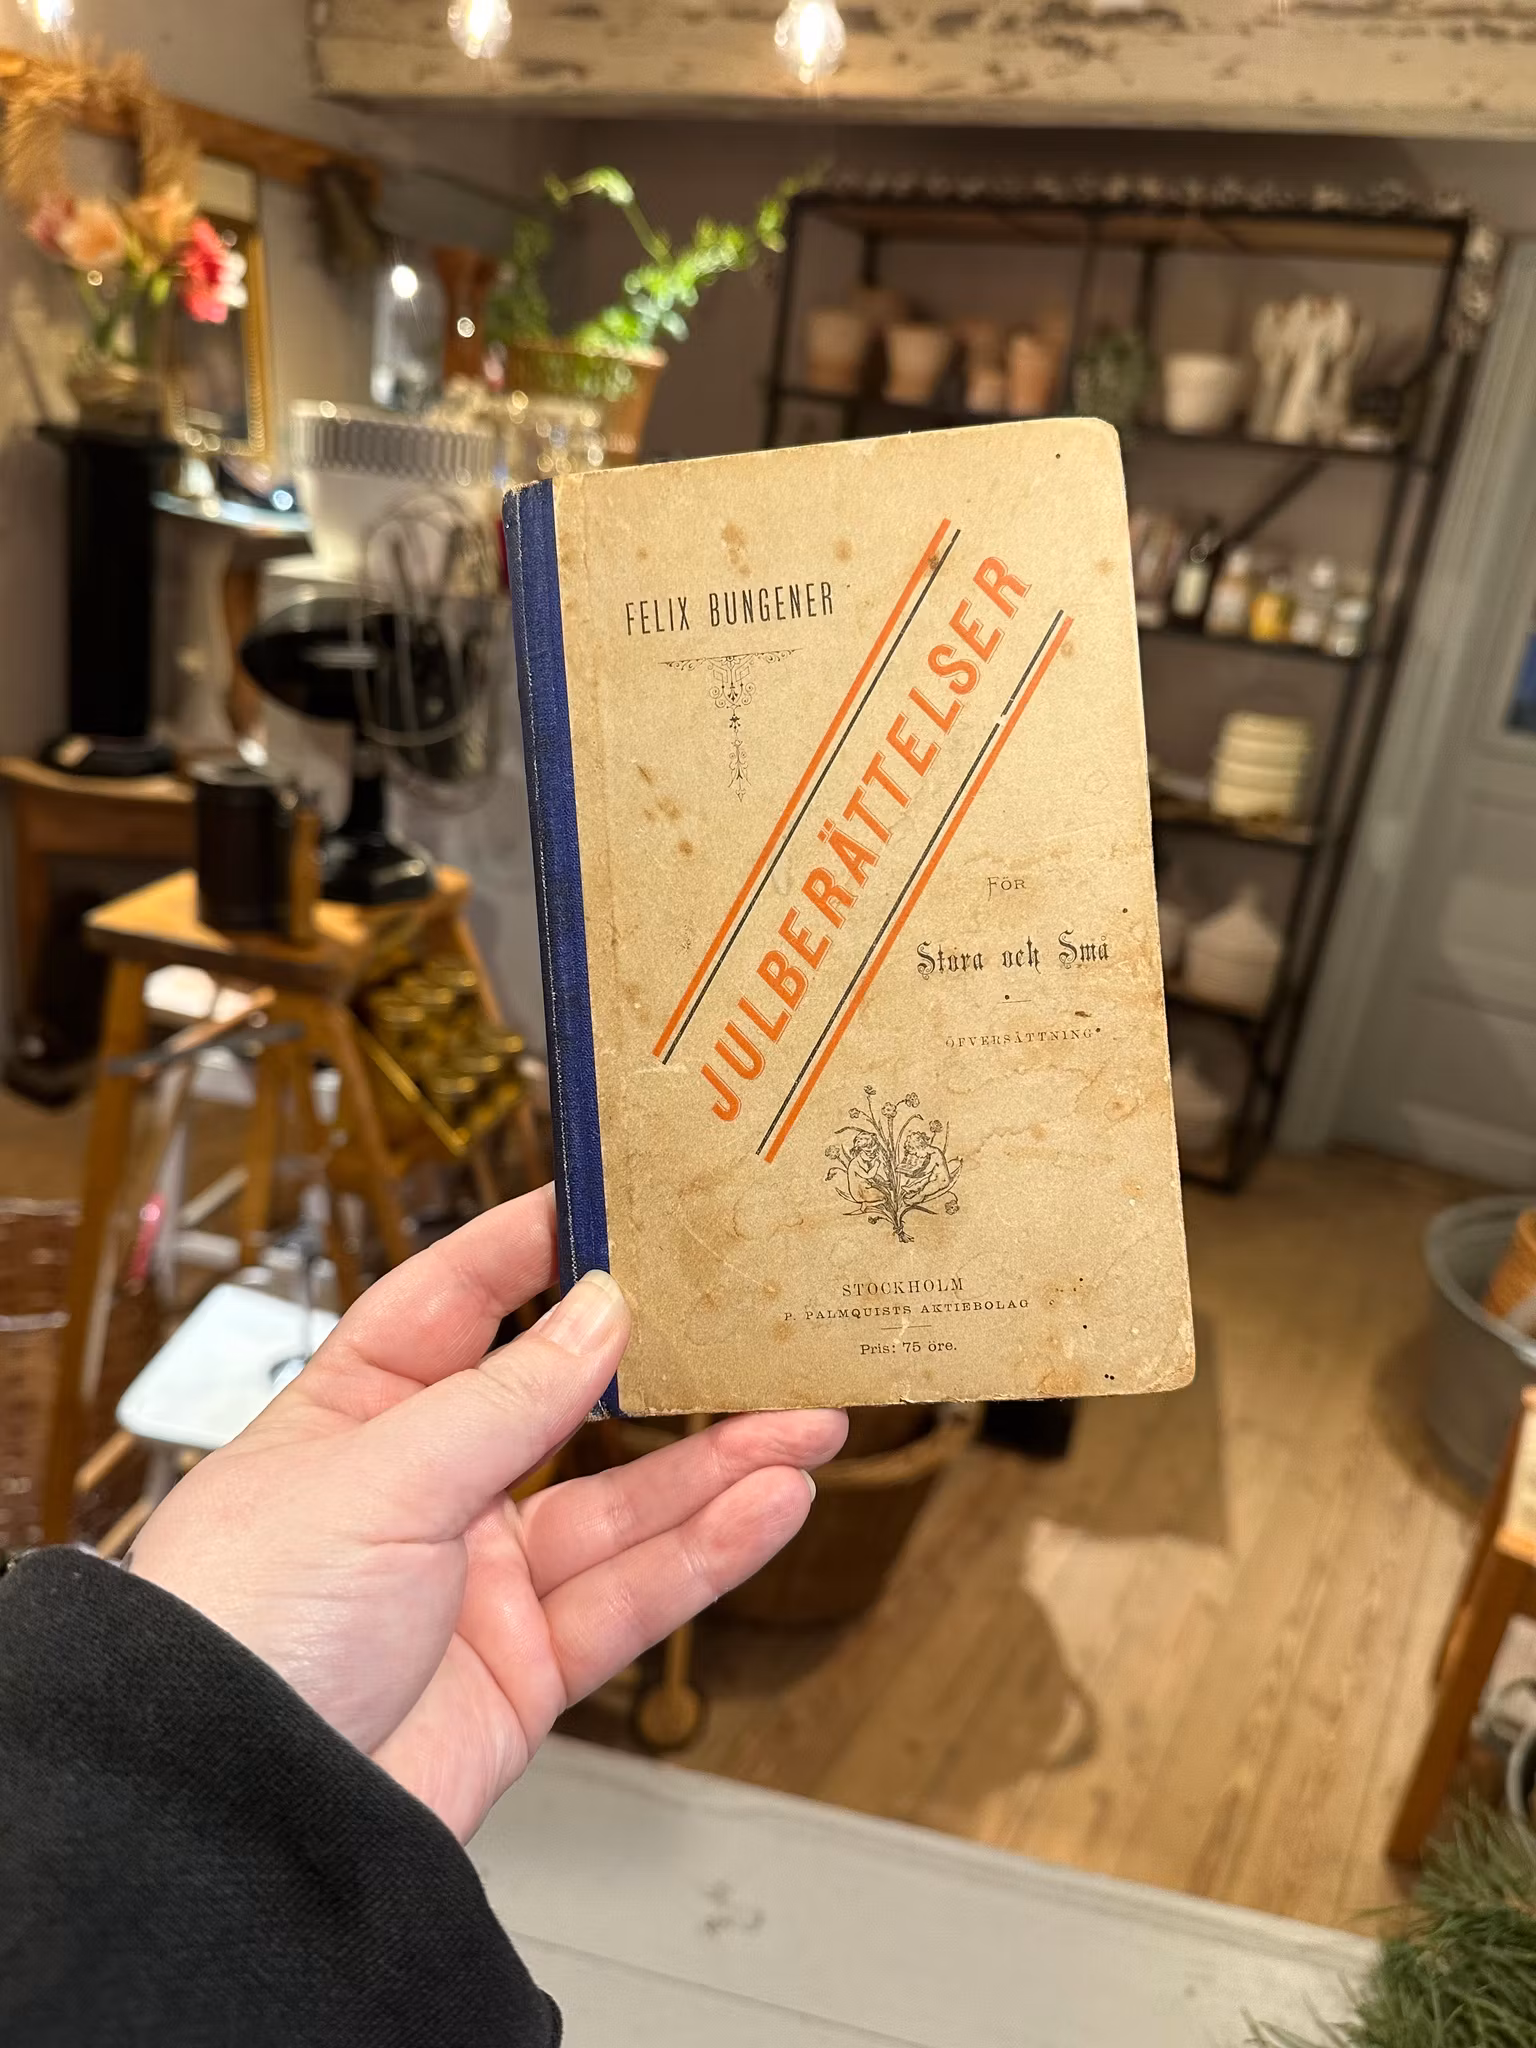 FELIX BUNGENER
JULBERÄTTELSER
FÖR
Stora och Små
ÖFVERSÄTTNING
STOCKHOLM
P. PALMQUISTS AKTIEBOLAG
Pris: 75 öre.